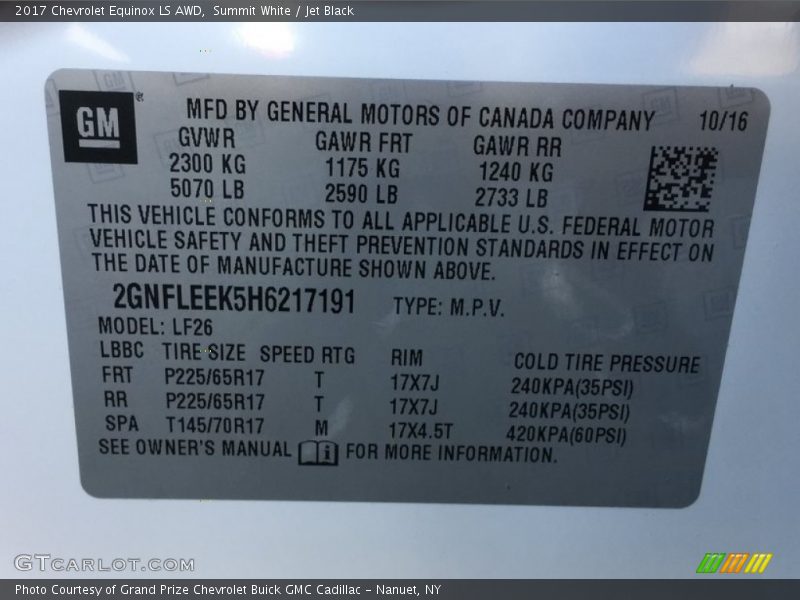 2017 Chevrolet Equinox LS AWD, Summit White / Jet Black
GM ®
MFD BY GENERAL MOTORS OF CANADA COMPANY 10/16
GVWR GAWR FRT GAWR RR
2300 KG 1175 KG 1240 KG
5070 LB 2590 LB 2733 LB
THIS VEHICLE CONFORMS TO ALL APPLICABLE U.S. FEDERAL MOTOR
VEHICLE SAFETY AND THEFT PREVENTION STANDARDS IN EFFECT ON
THE DATE OF MANUFACTURE SHOWN ABOVE.
2GNFLEEK5H6217191 TYPE: M.P.V.
MODEL: LF26
LBBC TIRE SIZE SPEED RTG RIM COLD TIRE PRESSURE
FRT P225/65R17 T 17X7J 240KPA(35PSI)
RR P225/65R17 T 17X7J 240KPA(35PSI)
SPA T145/70R17 M 17X4.5T 420KPA(60PSI)
SEE OWNER'S MANUAL i FOR MORE INFORMATION.
GTCARLOT.COM
Photo Courtesy of Grand Prize Chevrolet Buick GMC Cadillac - Nanuet, NY